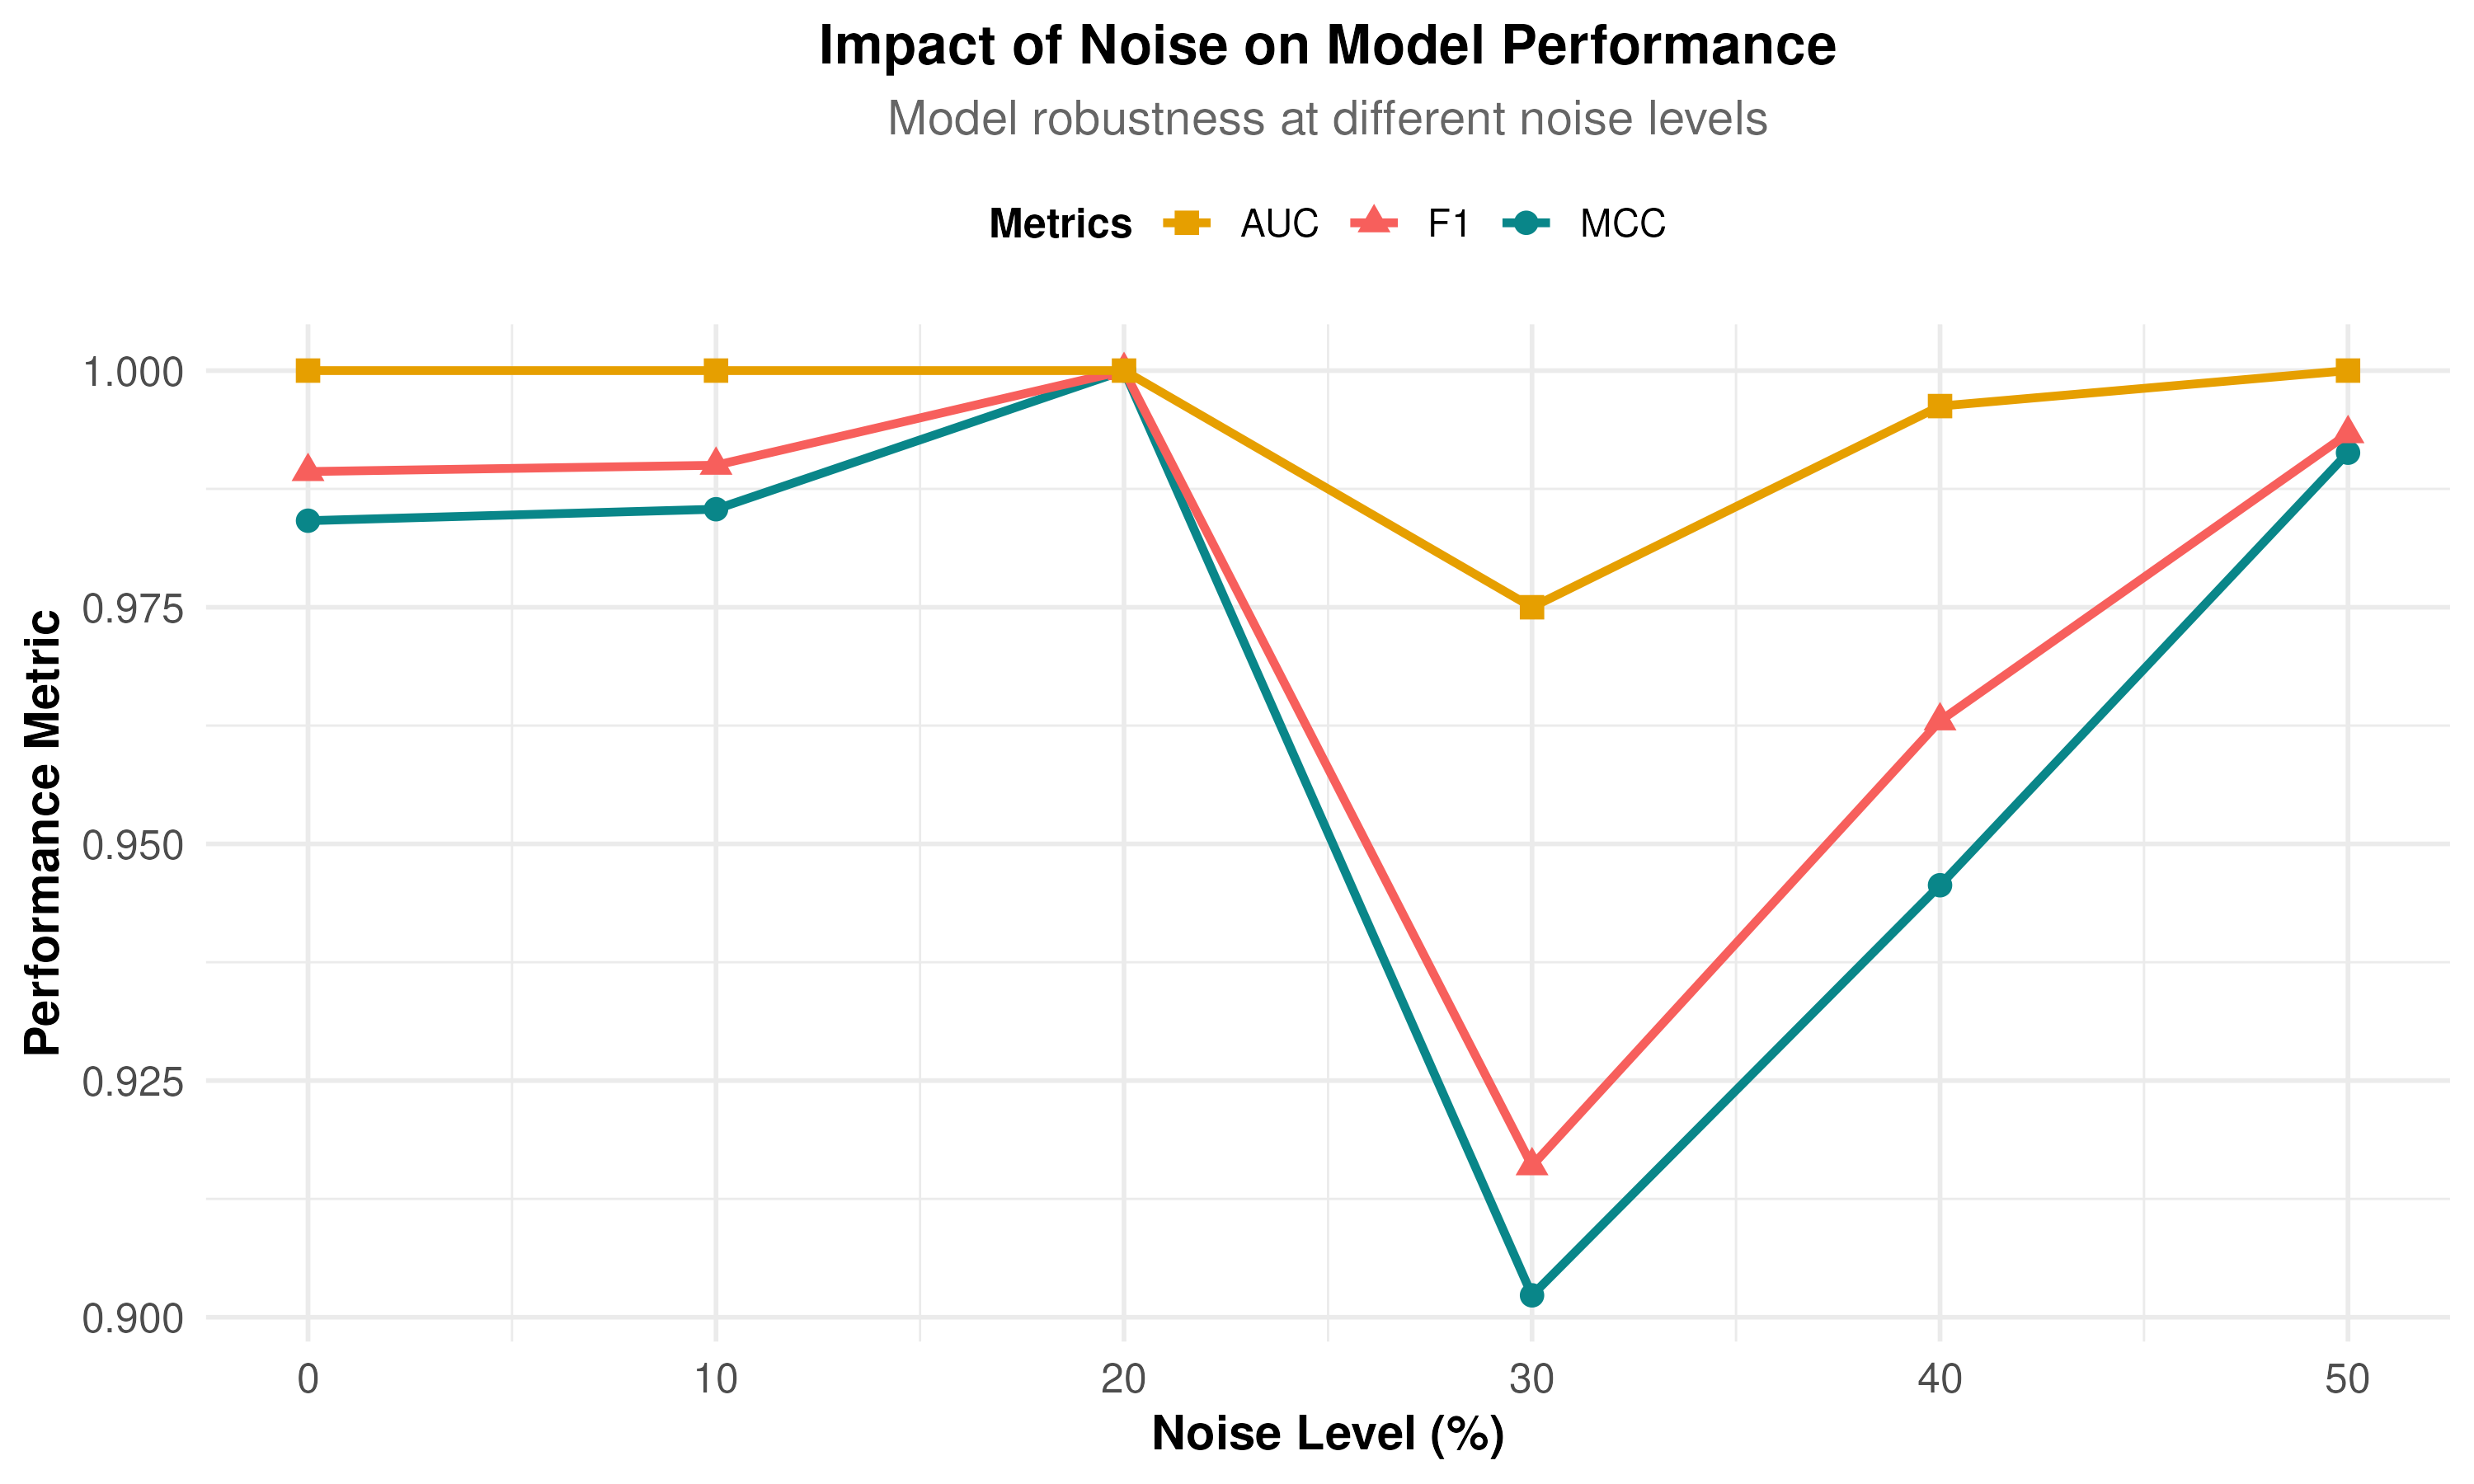 Impact of Noise on Model Performance
Model robustness at different noise levels
Metrics AUC F1 MCC
Performance Metric
1.000
0.975
0.950
0.925
0.900
0 10 20 30 40 50
Noise Level (%)